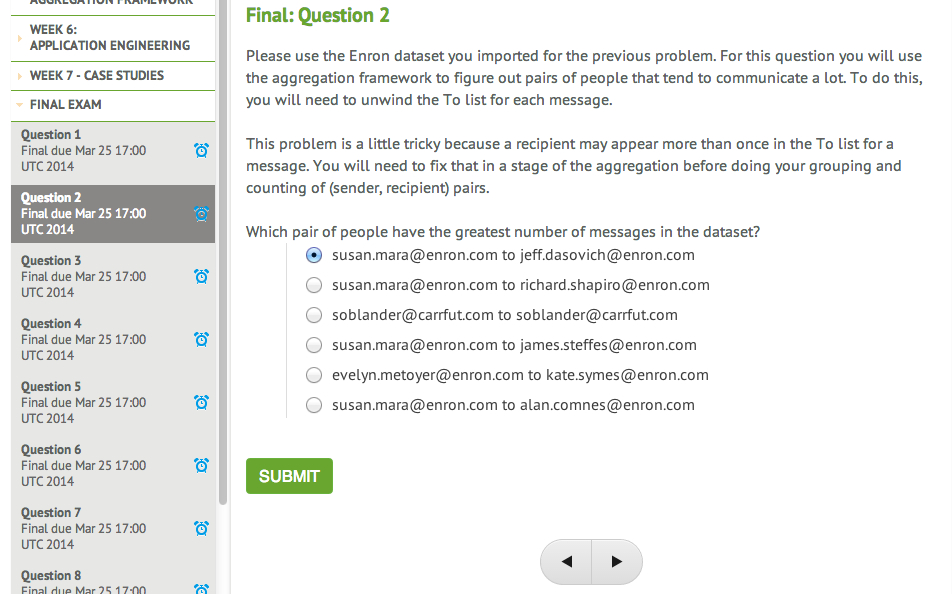 AGGREGATION FRAMEWORK
WEEK 6:
APPLICATION ENGINEERING
WEEK 7 - CASE STUDIES
FINAL EXAM
Question 1
Final due Mar 25 17:00
UTC 2014
Question 2
Final due Mar 25 17:00
UTC 2014
Question 3
Final due Mar 25 17:00
UTC 2014
Question 4
Final due Mar 25 17:00
UTC 2014
Question 5
Final due Mar 25 17:00
UTC 2014
Question 6
Final due Mar 25 17:00
UTC 2014
Question 7
Final due Mar 25 17:00
UTC 2014
Question 8
Final due Mar 25 17:00
Final: Question 2
Please use the Enron dataset you imported for the previous problem. For this question you will use
the aggregation framework to figure out pairs of people that tend to communicate a lot. To do this,
you will need to unwind the To list for each message.
This problem is a little tricky because a recipient may appear more than once in the To list for a
message. You will need to fix that in a stage of the aggregation before doing your grouping and
counting of (sender, recipient) pairs.
Which pair of people have the greatest number of messages in the dataset?
susan.mara@enron.com to jeff.dasovich@enron.com
susan.mara@enron.com to richard.shapiro@enron.com
soblander@carrfut.com to soblander@carrfut.com
susan.mara@enron.com to james.steffes@enron.com
evelyn.metoyer@enron.com to kate.symes@enron.com
susan.mara@enron.com to alan.comnes@enron.com
SUBMIT